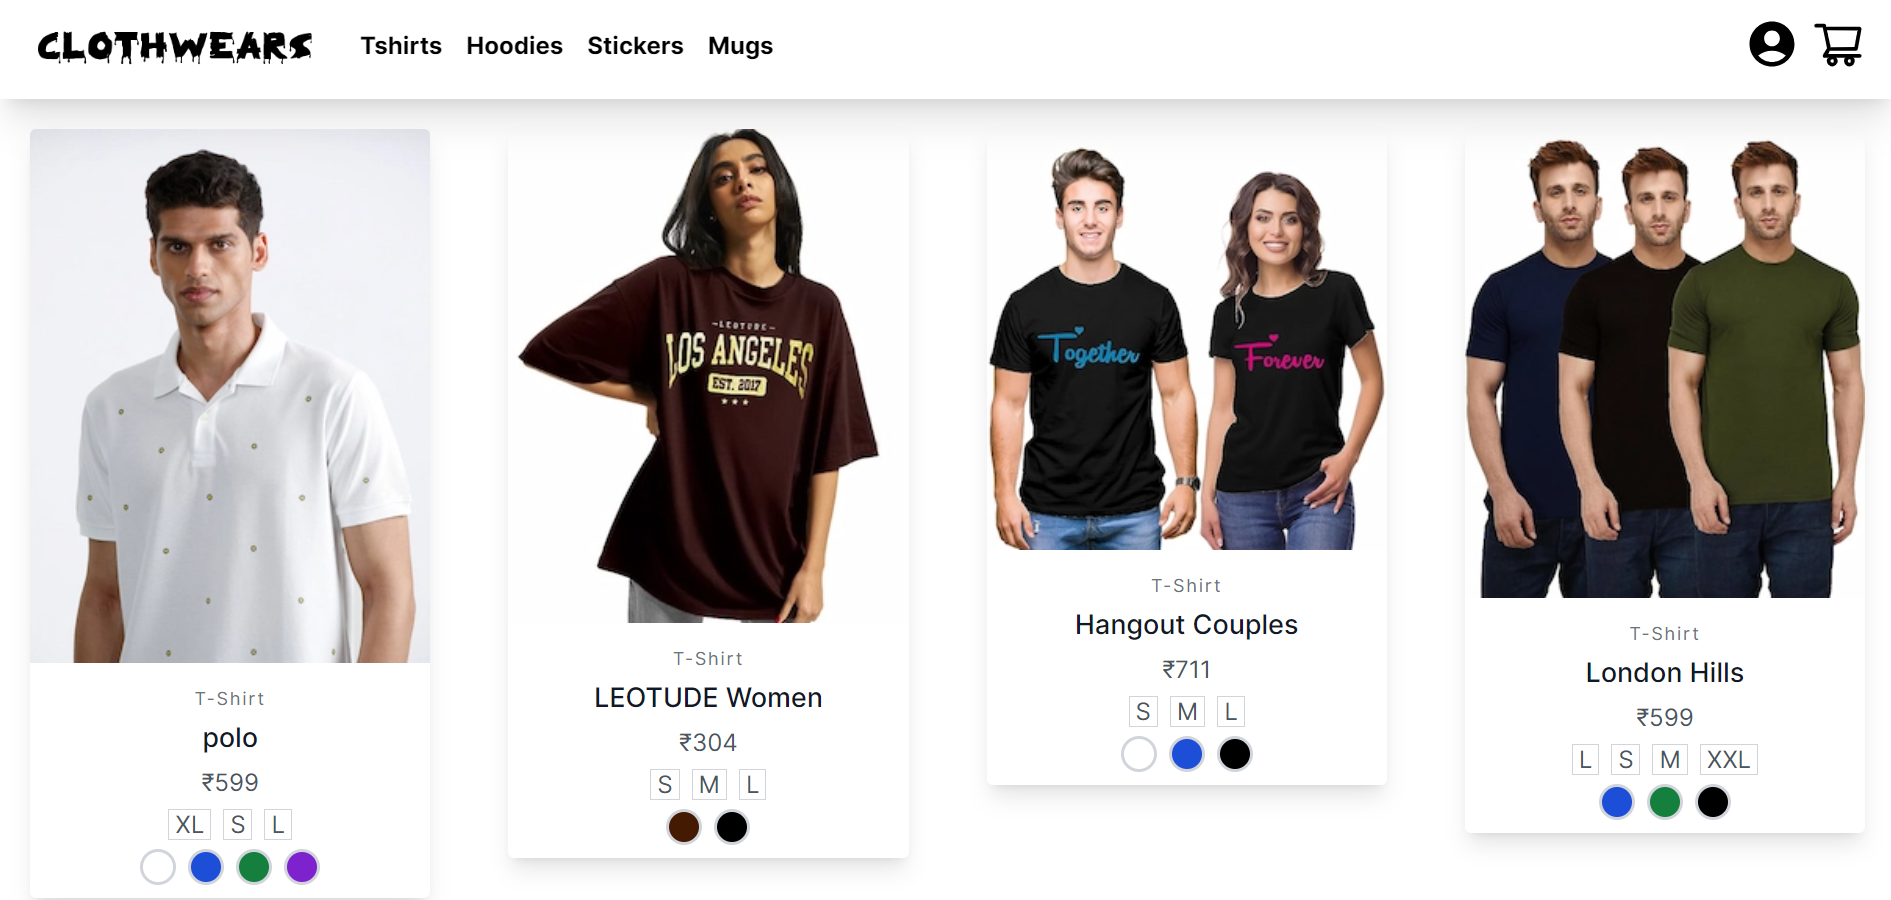 CLOTHWEARS
Tshirts Hoodies Stickers Mugs
T-Shirt
polo
₹599
XL S L
~LEOTUDE~
LOS ANGELES
EST. 2017
T-Shirt
LEOTUDE Women
₹304
S M L
Together
Forever
T-Shirt
Hangout Couples
₹711
S M L
T-Shirt
London Hills
₹599
L S M XXL